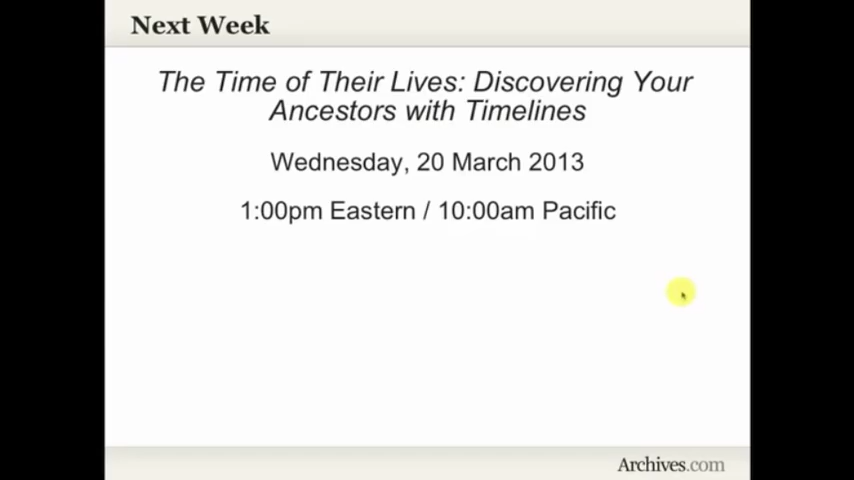 Next Week
The Time of Their Lives: Discovering Your
Ancestors with Timelines
Wednesday, 20 March 2013
1:00pm Eastern / 10:00am Pacific
Archives.com